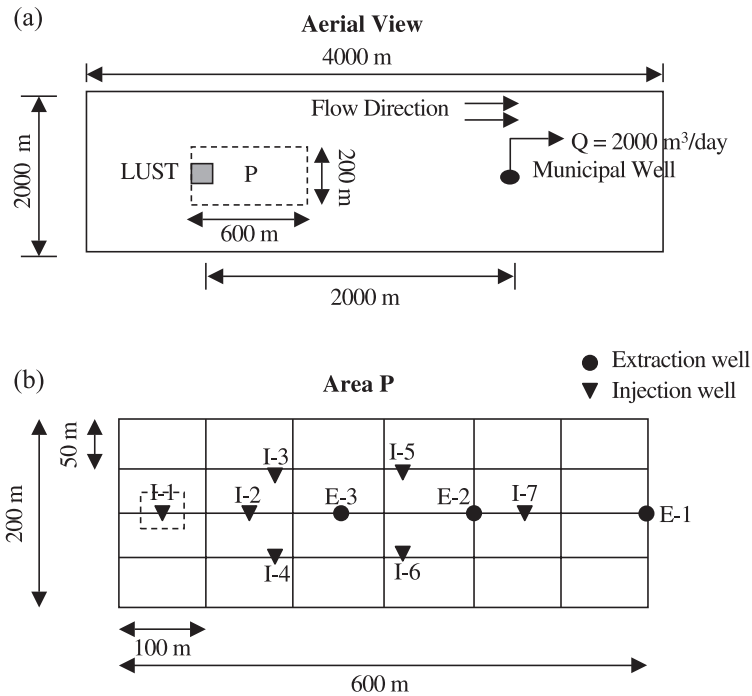 (a)
Aerial View
4000 m
Flow Direction
2000 m
Q = 2000 m³/day
Municipal Well
LUST
P
200 m
600 m
2000 m
Extraction well
Injection well
(b)
Area P
50 m
200 m
I-3
I-5
I-1
I-2
E-3
E-2
I-7
E-1
I-4
I-6
100 m
600 m